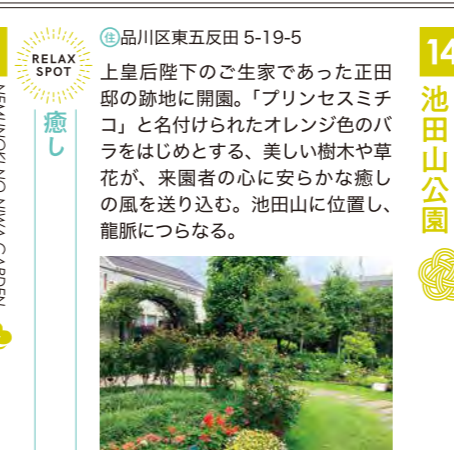 14
池田山公園
住品川区東五反田 5-19-5
上皇后陛下のご生家であった正田
邸の跡地に開園。「プリンセスミチ
コ」と名付けられたオレンジ色のバ
ラをはじめとする、美しい樹木や草
花が、来園者の心に安らかな癒し
の風を送り込む。池田山に位置し、
龍脈につらなる。
RELAX
SPOT
癒し
NEMUNOKI NO NIWA GARDEN